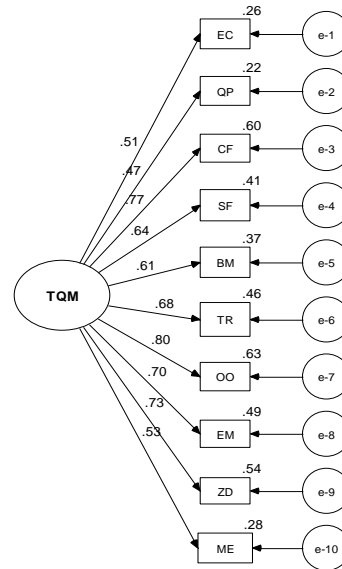 .26
EC
e-1
.22
QP
e-2
.51
.60
CF
e-3
.47
.77
.41
SF
e-4
.64
.37
BM
e-5
.61
TQM
.46
TR
e-6
.68
.63
OO
e-7
.80
.70
.49
EM
e-8
.73
.54
ZD
e-9
.53
.28
ME
e-10